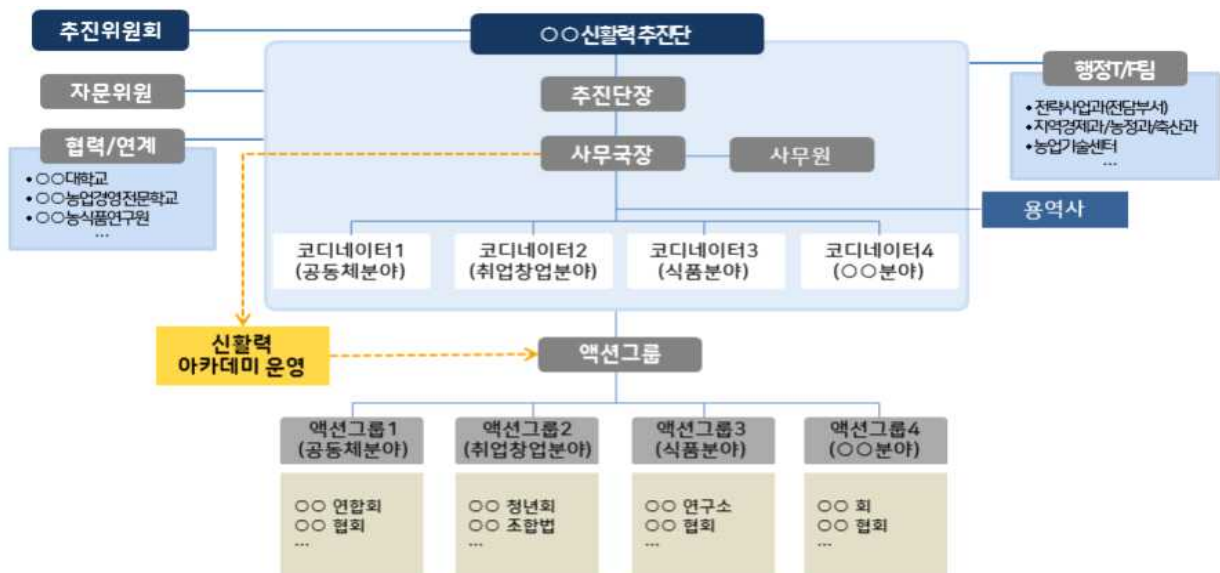 추진위원회
○○신활력추진단
자문위원
추진단장
행정T/F팀
• 전략사업과(전담부서)
• 지역경제과/농정과/축산과
• 농업기술센터
...
협력/연계
• ○○대학교
• ○○농업경영전문학교
• ○○농식품연구원
...
사무국장
사무원
용역사
코디네이터1
(공동체분야)
코디네이터2
(취업창업분야)
코디네이터3
(식품분야)
코디네이터4
(○○분야)
신활력
아카데미 운영
액션그룹
액션그룹1
(공동체분야)
액션그룹2
(취업창업분야)
액션그룹3
(식품분야)
액션그룹4
(○○분야)
○○ 연합회
○○ 협회
...
○○ 청년회
○○ 조합법
...
○○ 연구소
○○ 협회
...
○○ 회
○○ 협회
...